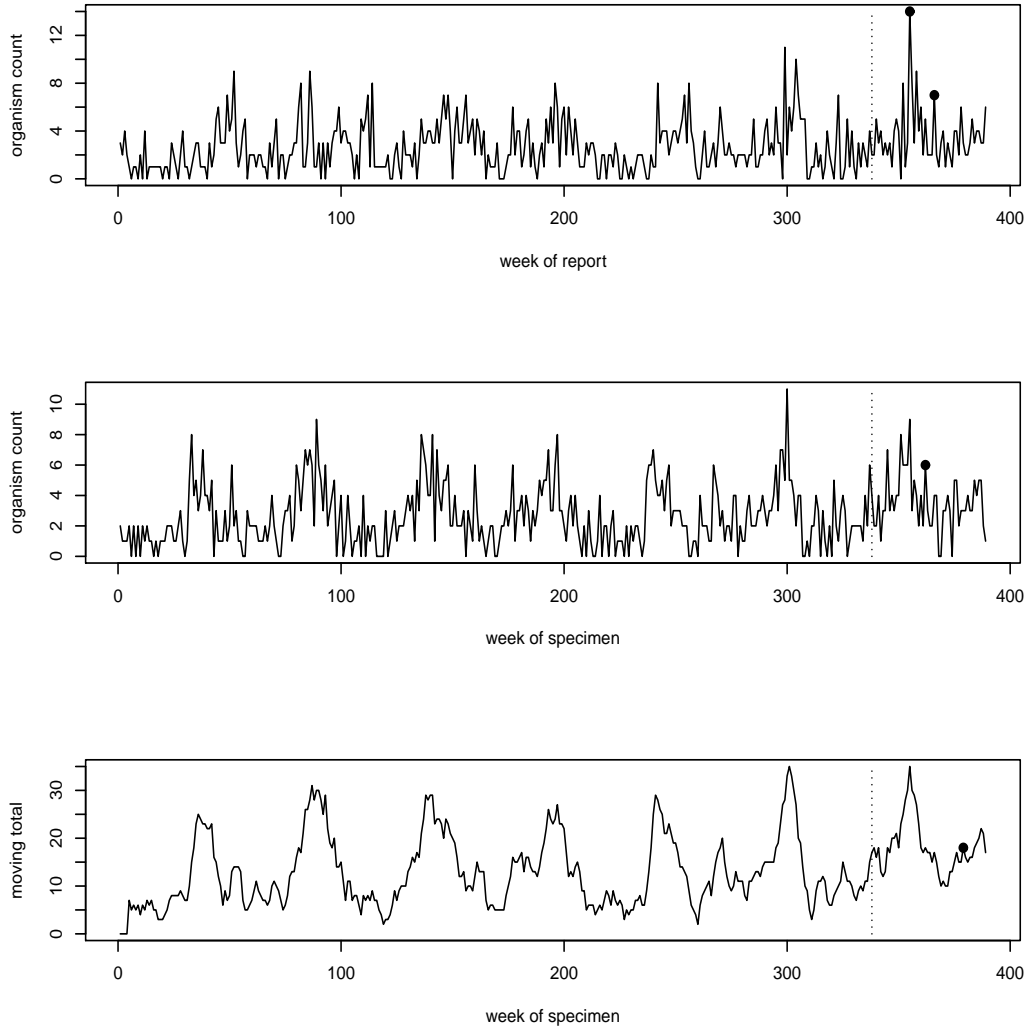 organism count
0 4 8 12
0 100 200 300 400
week of report
organism count
0 2 4 6 8 10
0 100 200 300 400
week of specimen
moving total
0 10 20 30
0 100 200 300 400
week of specimen